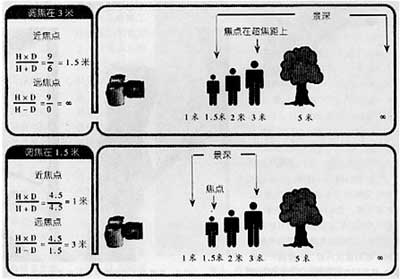 调焦在 3 米
近焦点
H×D/H+D = 9/6 = 1.5 米
远焦点
H×D/H−D = 9/0 = ∞
景深
焦点在超焦距上
1 米 1.5米 2 米 3 米 5 米 ∞
调焦在 1.5 米
近焦点
H×D/H+D = 4.5/4.5 = 1米
远焦点
H×D/H−D = 4.5/1.5 = 3 米
景深
焦点
1 米 1.5米 2 米 3 米 5 米 ∞